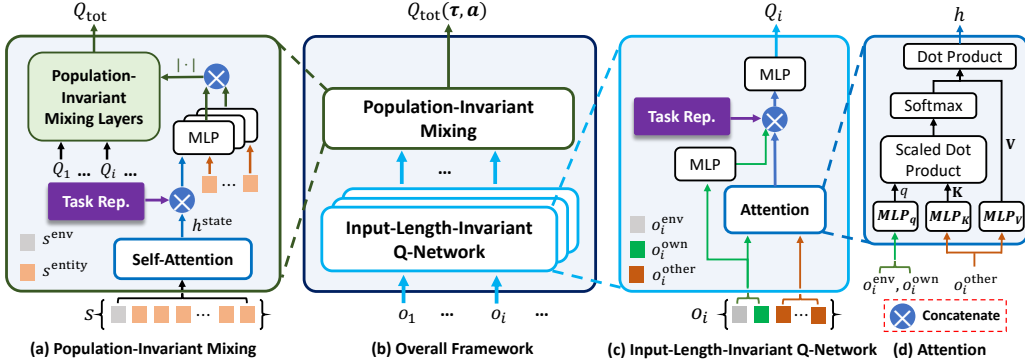 Q_tot
Population-
Invariant
Mixing Layers
| · |
MLP
Q_1 ... Q_i ...
...
Task Rep.
h^state
s^env
s^entity
Self-Attention
s { ... }
(a) Population-Invariant Mixing
Q_tot(τ, a)
Population-Invariant
Mixing
...
Input-Length-Invariant
Q-Network
o_1 ... o_i ...
(b) Overall Framework
Q_i
MLP
Task Rep.
MLP
Attention
o_i^env
o_i^own
o_i^other
o_i { ... }
(c) Input-Length-Invariant Q-Network
h
Dot Product
Softmax
V
Scaled Dot
Product
q K
MLP_q MLP_K MLP_V
o_i^env, o_i^own o_i^other
Concatenate
(d) Attention